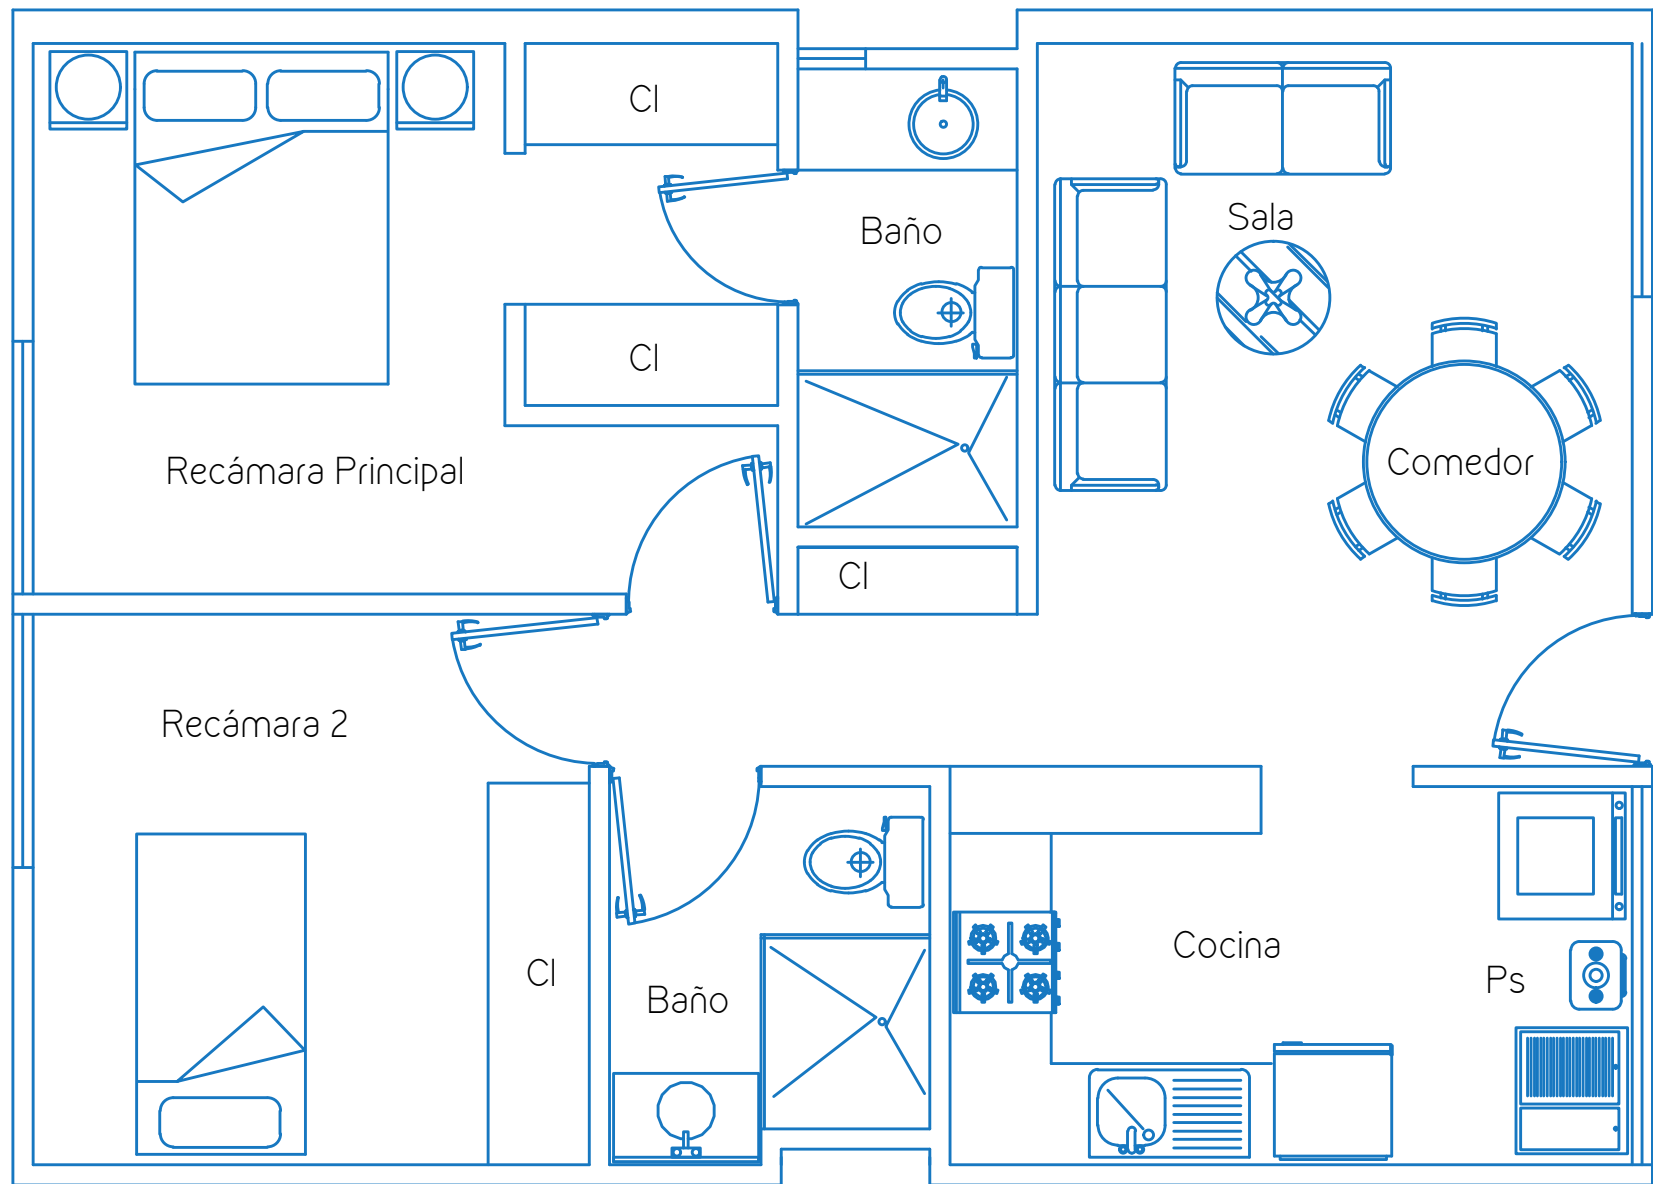 Cl
Baño
Sala
Cl
Recámara Principal
Comedor
Cl
Recámara 2
Cl
Baño
Cocina
Ps